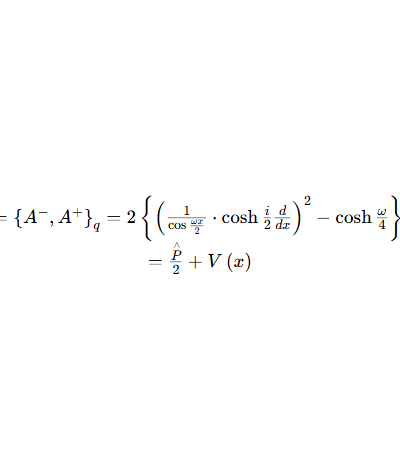 = {A⁻, A⁺}_q = 2 { ( 1/cos(ωx/2) · cosh (i/2)(d/dx) )² − cosh ω/4 }
= P̂/2 + V (x)